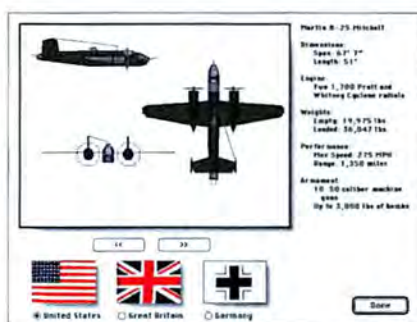 Martin B-25 Mitchell
Dimensions:
Span: 67' 7"
Length: 51'
Engine:
Two 1,700 Pratt and
Whitney Cyclone radials
Weights:
Empty: 19,975 lbs.
Loaded: 36,047 lbs.
Performance:
Max Speed: 275 MPH
Range: 1,350 miles
Armament:
10 50 caliber machine
guns
Up to 3,000 lbs of bombs
<< >>
United States Great Britain Germany
Done